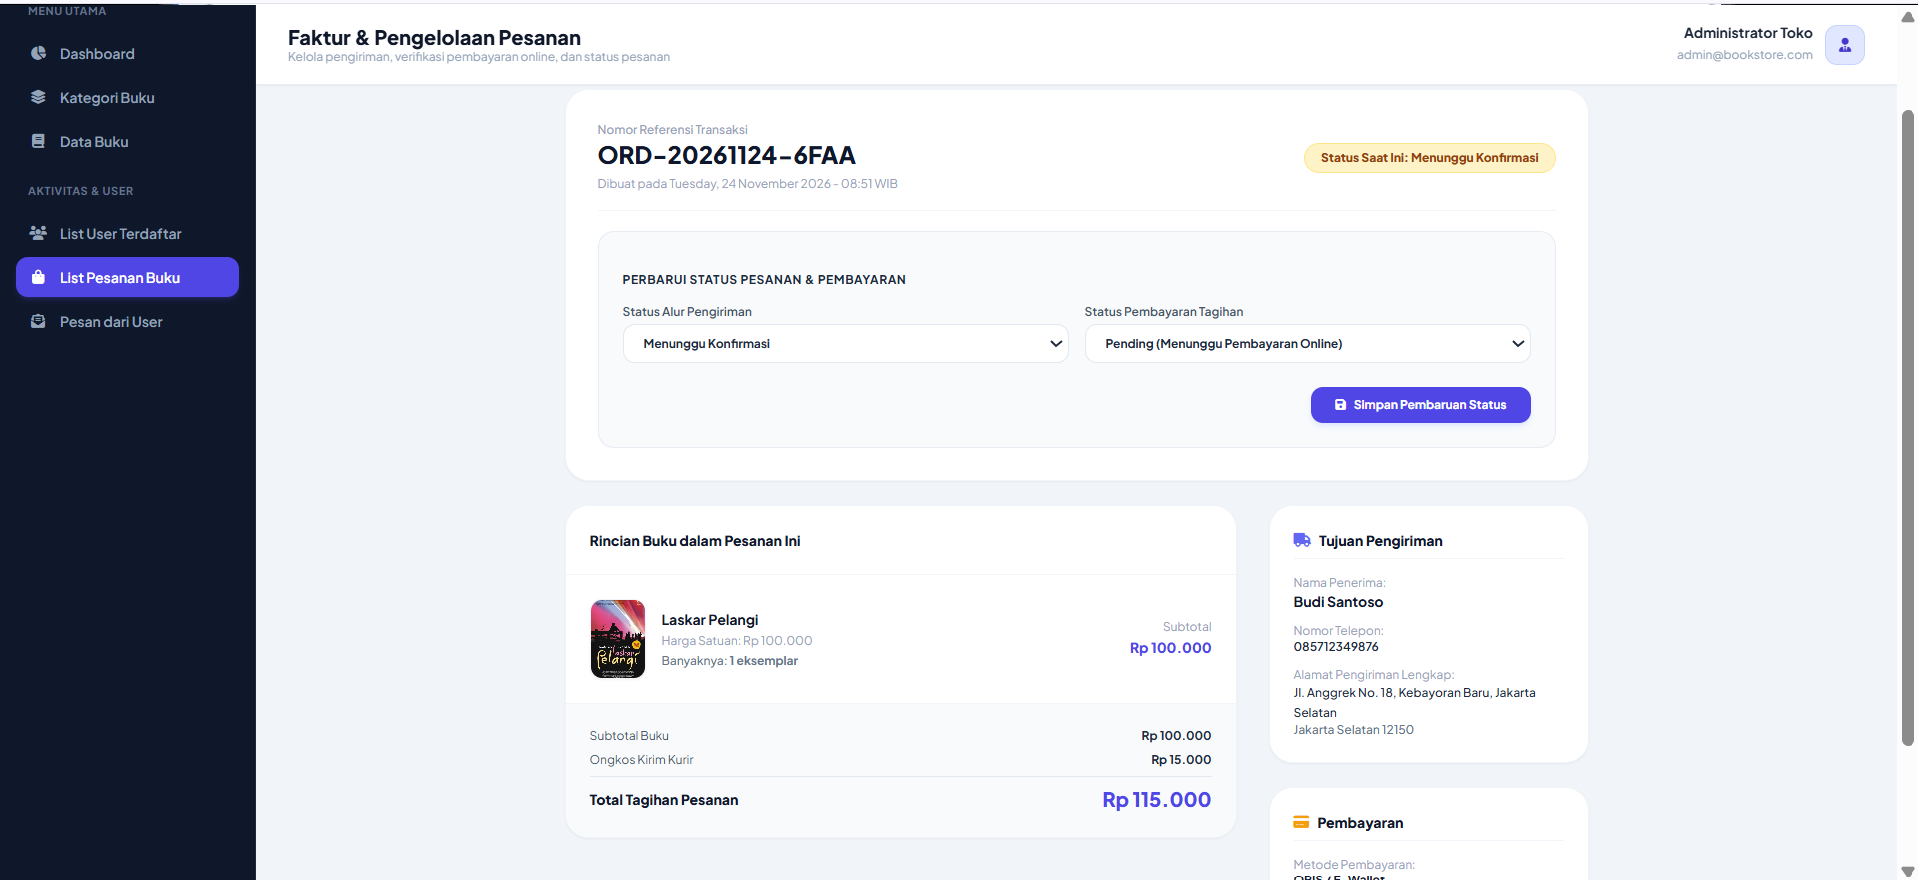 MENU UTAMA
Dashboard
Kategori Buku
Data Buku
AKTIVITAS & USER
List User Terdaftar
List Pesanan Buku
Pesan dari User
Faktur & Pengelolaan Pesanan
Kelola pengiriman, verifikasi pembayaran online, dan status pesanan
Administrator Toko
admin@bookstore.com
Nomor Referensi Transaksi
ORD-20261124-6FAA
Dibuat pada Tuesday, 24 November 2026 - 08:51 WIB
Status Saat Ini: Menunggu Konfirmasi
PERBARUI STATUS PESANAN & PEMBAYARAN
Status Alur Pengiriman
Menunggu Konfirmasi
Status Pembayaran Tagihan
Pending (Menunggu Pembayaran Online)
Simpan Pembaruan Status
Rincian Buku dalam Pesanan Ini
Laskar Pelangi
Harga Satuan: Rp 100.000
Banyaknya: 1 eksemplar
Subtotal
Rp 100.000
laskar
Pelangi
Subtotal Buku Rp 100.000
Ongkos Kirim Kurir Rp 15.000
Total Tagihan Pesanan Rp 115.000
Tujuan Pengiriman
Nama Penerima:
Budi Santoso
Nomor Telepon:
085712349876
Alamat Pengiriman Lengkap:
Jl. Anggrek No. 18, Kebayoran Baru, Jakarta
Selatan
Jakarta Selatan 12150
Pembayaran
Metode Pembayaran:
QRIS / E-Wallet